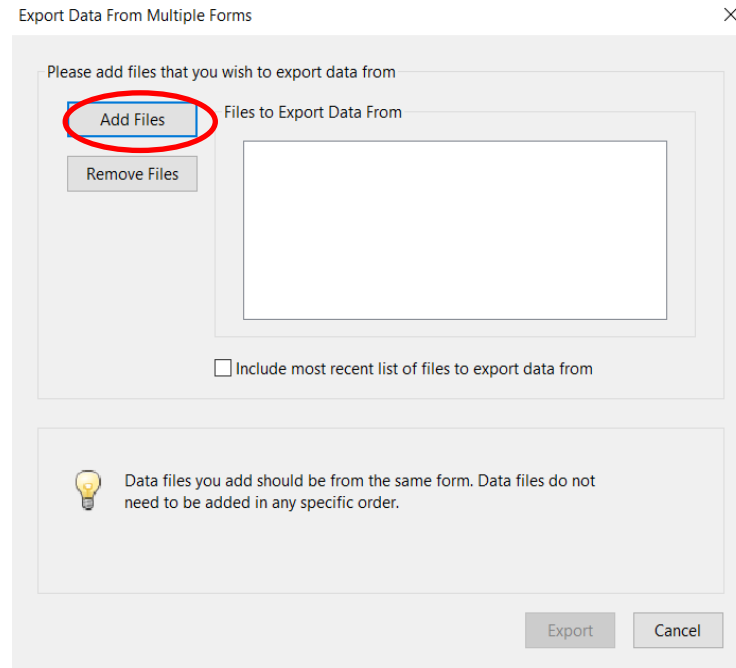 Export Data From Multiple Forms
Please add files that you wish to export data from
Add Files
Files to Export Data From
Remove Files
Include most recent list of files to export data from
Data files you add should be from the same form. Data files do not
need to be added in any specific order.
Export
Cancel